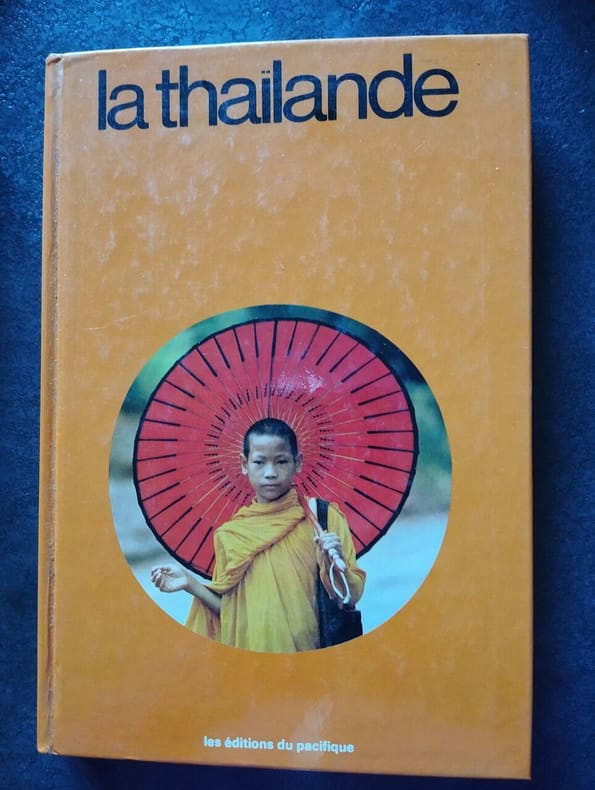 la thaïlande
les éditions du pacifique